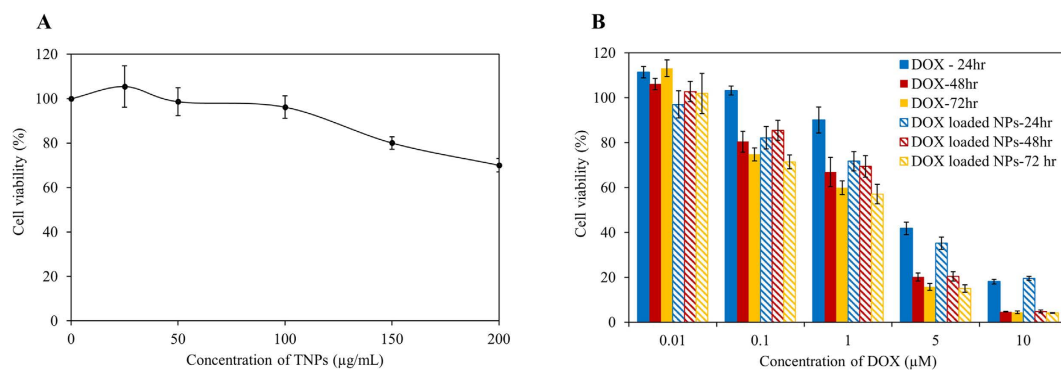 A
120
100
80
60
40
20
0
Cell viability (%)
0
50
100
150
200
Concentration of TNPs (µg/mL)
B
120
100
80
60
40
20
0
Cell viability (%)
DOX - 24hr
DOX-48hr
DOX-72hr
DOX loaded NPs-24hr
DOX loaded NPs-48hr
DOX loaded NPs-72 hr
0.01
0.1
1
5
10
Concentration of DOX (µM)